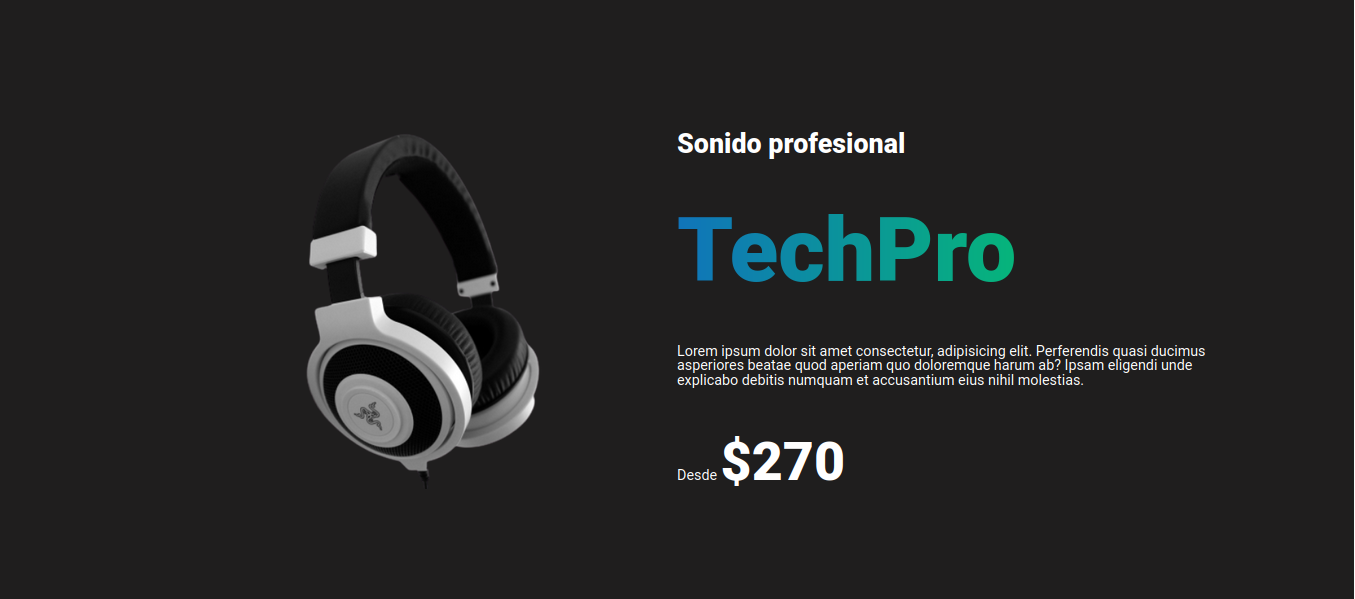 Sonido profesional
TechPro
Lorem ipsum dolor sit amet consectetur, adipisicing elit. Perferendis quasi ducimus
asperiores beatae quod aperiam quo doloremque harum ab? Ipsam eligendi unde
explicabo debitis numquam et accusantium eius nihil molestias.
Desde $270